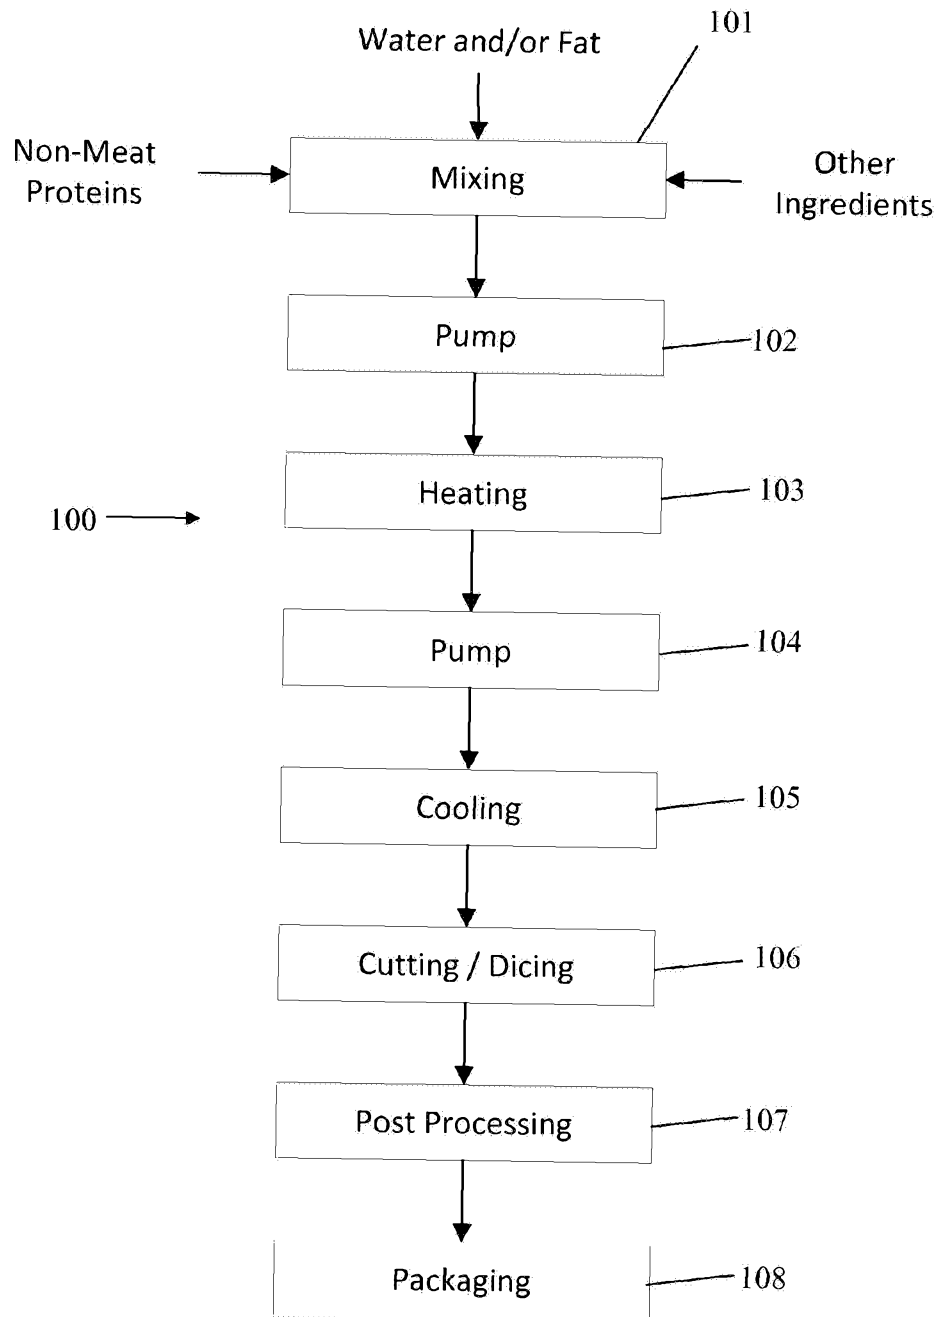 Water and/or Fat
101
Non-Meat
Proteins
Mixing
Other
Ingredients
Pump
102
Heating
103
100
Pump
104
Cooling
105
Cutting / Dicing
106
Post Processing
107
Packaging
108